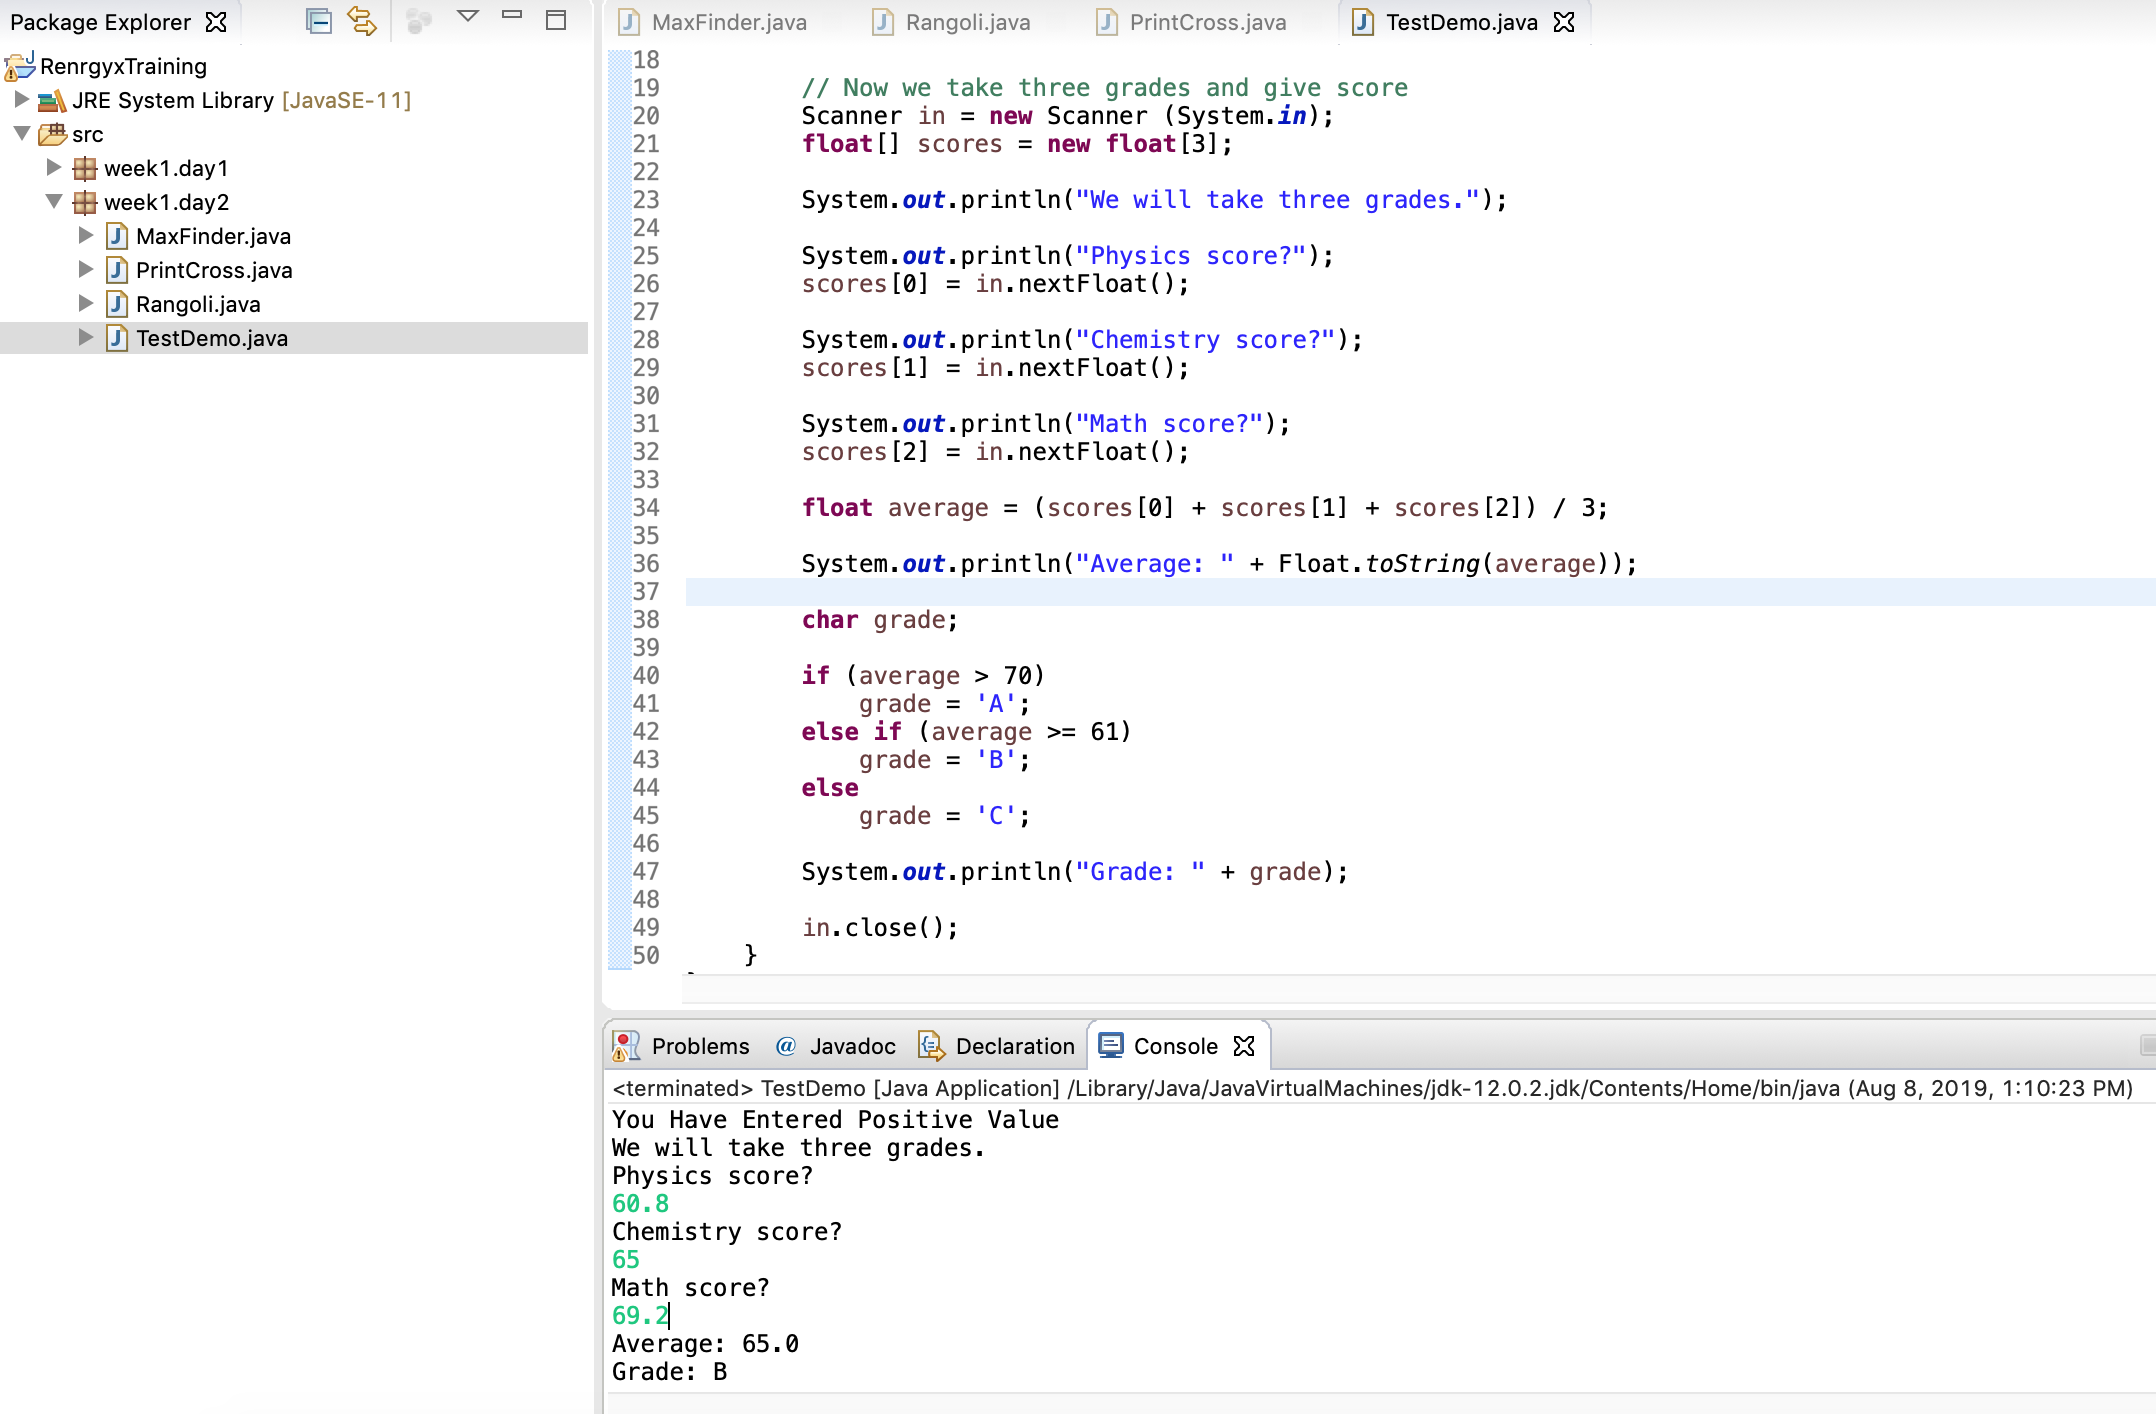 Package Explorer
RenrgyxTraining
JRE System Library [JavaSE-11]
src
week1.day1
week1.day2
MaxFinder.java
PrintCross.java
Rangoli.java
TestDemo.java
MaxFinder.java Rangoli.java PrintCross.java TestDemo.java
18
19 // Now we take three grades and give score
20 Scanner in = new Scanner (System.in);
21 float[] scores = new float[3];
22
23 System.out.println("We will take three grades.");
24
25 System.out.println("Physics score?");
26 scores[0] = in.nextFloat();
27
28 System.out.println("Chemistry score?");
29 scores[1] = in.nextFloat();
30
31 System.out.println("Math score?");
32 scores[2] = in.nextFloat();
33
34 float average = (scores[0] + scores[1] + scores[2]) / 3;
35
36 System.out.println("Average: " + Float.toString(average));
37
38 char grade;
39
40 if (average > 70)
41 grade = 'A';
42 else if (average >= 61)
43 grade = 'B';
44 else
45 grade = 'C';
46
47 System.out.println("Grade: " + grade);
48
49 in.close();
50 }
Problems @ Javadoc Declaration Console
<terminated> TestDemo [Java Application] /Library/Java/JavaVirtualMachines/jdk-12.0.2.jdk/Contents/Home/bin/java (Aug 8, 2019, 1:10:23 PM)
You Have Entered Positive Value
We will take three grades.
Physics score?
60.8
Chemistry score?
65
Math score?
69.2
Average: 65.0
Grade: B